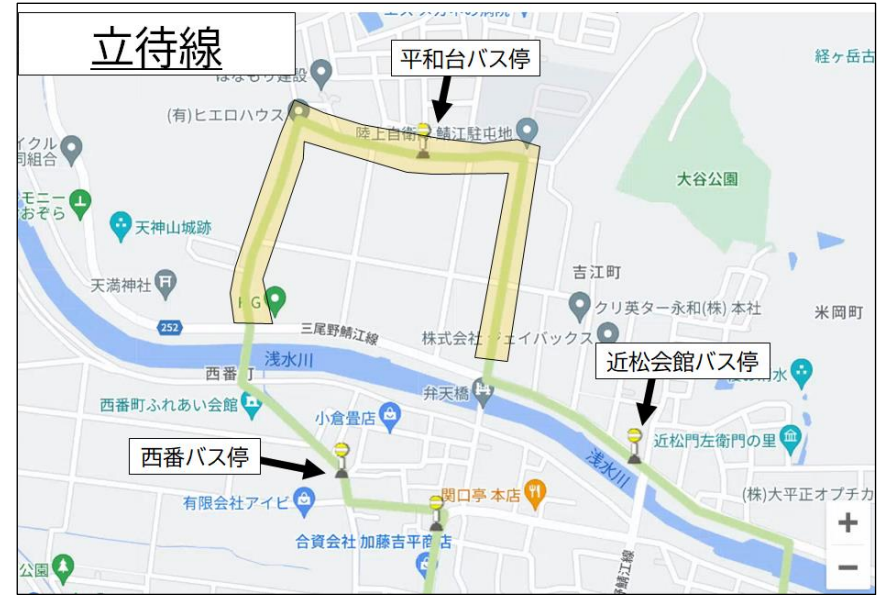 立待線
平和台バス停
経ヶ岳古
はなもり建設
(有)ヒエロハウス
陸上自衛
鯖江駐屯地
イクル
同組合
大谷公園
モニー
おぞら
天神山城跡
天満神社
吉江町
クリ英ター永和(株)本社
米岡町
252
三尾野鯖江線
株式会社ジェイバックス
浅水川
近松会館バス停
西番町
弁天橋
西番町ふれあい会館
小倉畳店
近松門左衛門の里
西番バス停
浅水川
関口亭 本店
(株)大平正オプチカ
有限会社アイビ
合資会社 加藤吉平商店
公園
野鯖江線
+
−